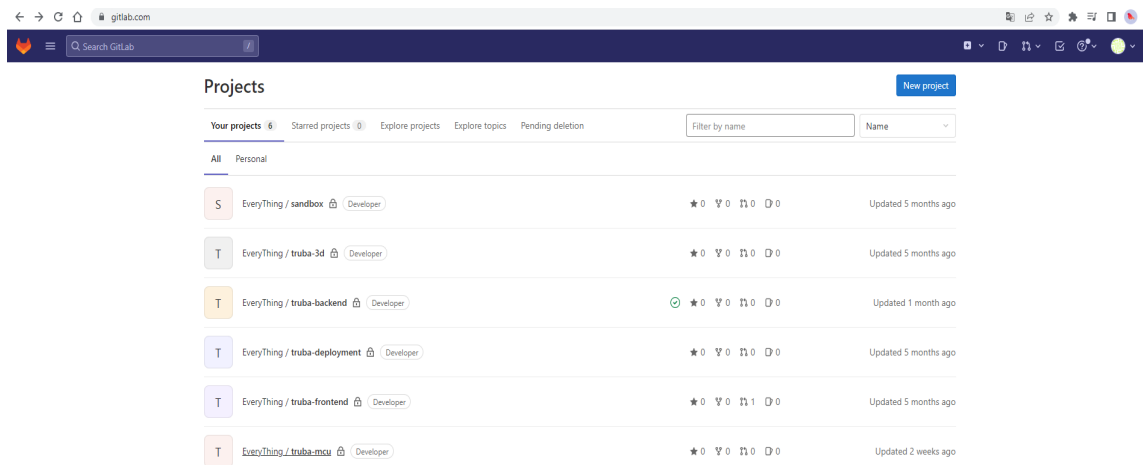 gitlab.com
Search GitLab /
Projects
New project
Your projects 6 Starred projects 0 Explore projects Explore topics Pending deletion
Filter by name
Name
All Personal
S EveryThing / sandbox Developer 0 0 0 0 Updated 5 months ago
T EveryThing / truba-3d Developer 0 0 0 0 Updated 5 months ago
T EveryThing / truba-backend Developer 0 0 0 0 Updated 1 month ago
T EveryThing / truba-deployment Developer 0 0 0 0 Updated 5 months ago
T EveryThing / truba-frontend Developer 0 0 1 0 Updated 5 months ago
T EveryThing / truba-mcu Developer 0 0 0 0 Updated 2 weeks ago